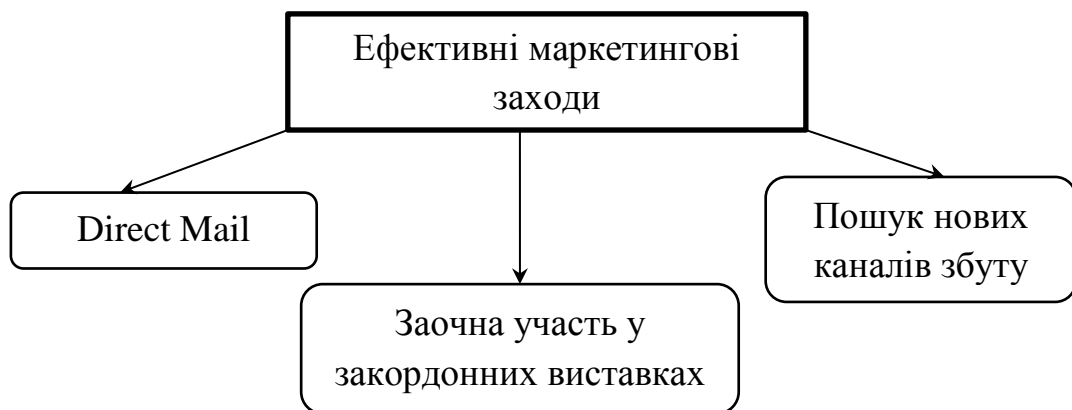 Ефективні маркетингові
заходи
Direct Mail
Пошук нових
каналів збуту
Заочна участь у
закордонних виставках